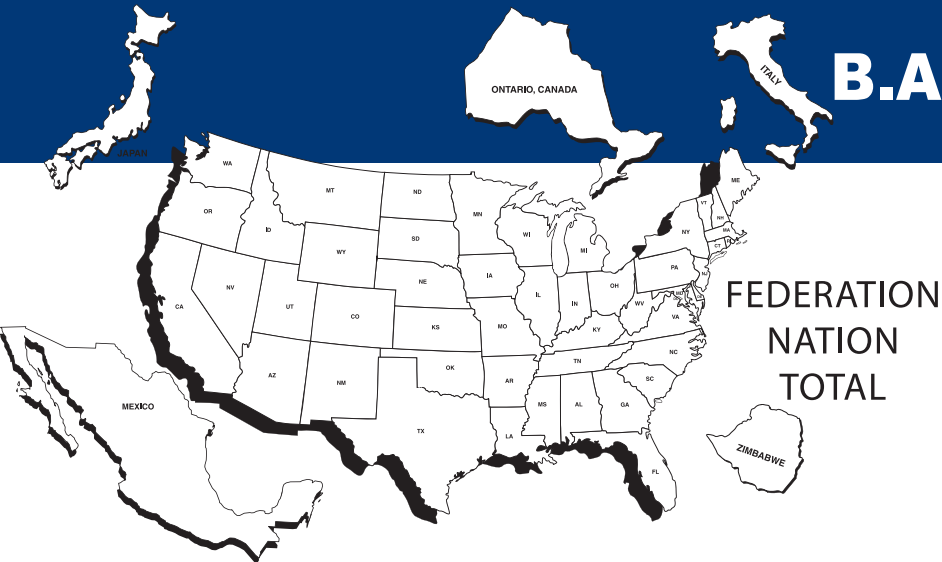 B.A
ONTARIO, CANADA
ITALY
JAPAN
WA
MT
ND
MN
ME
VT
NH
OR
ID
SD
WI
MI
NY
MA
CT
WY
IA
PA
NJ
NE
NV
UT
CO
IL
IN
OH
WV
VA
CA
KS
MO
KY
NC
TN
AZ
NM
OK
AR
SC
MS
AL
GA
TX
LA
FL
MEXICO
FEDERATION
NATION
TOTAL
ZIMBABWE